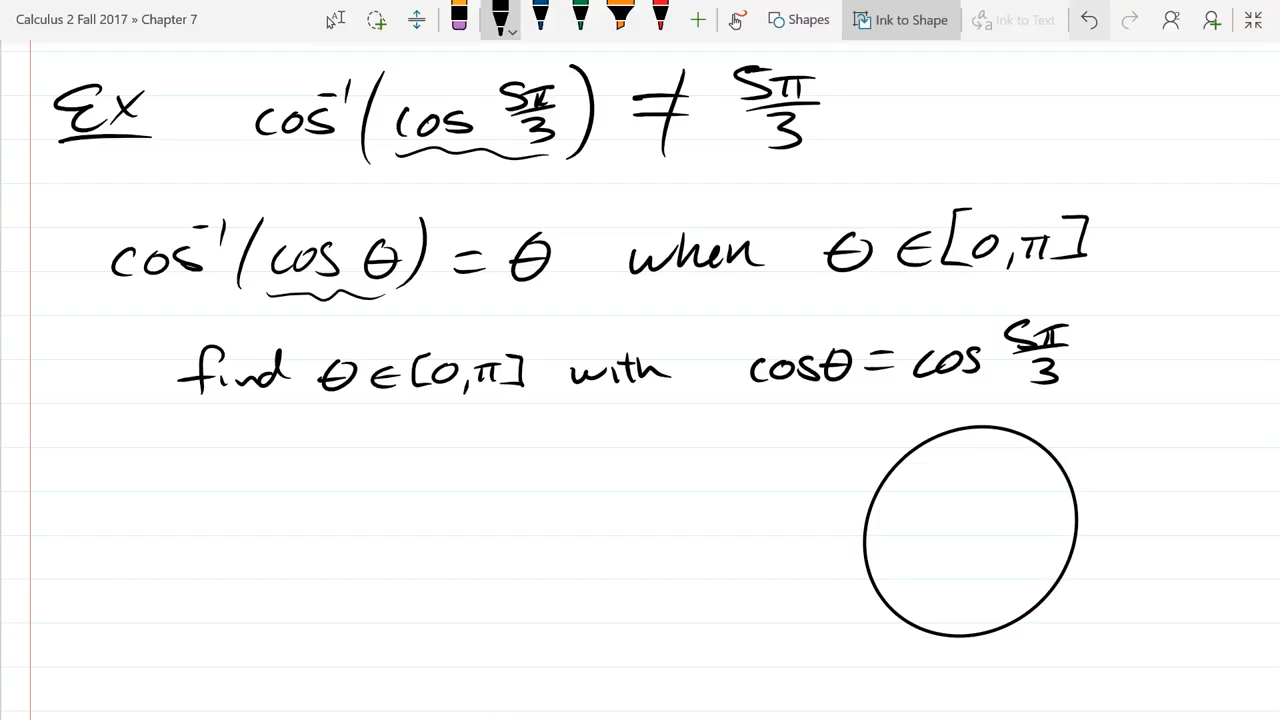 Calculus 2 Fall 2017 » Chapter 7
Shapes Ink to Shape Ink to Text
Ex cos⁻¹(cos 5π/3) ≠ 5π/3
cos⁻¹(cos θ) = θ when θ ∈ [0,π]
find θ ∈ [0,π] with cosθ = cos 5π/3